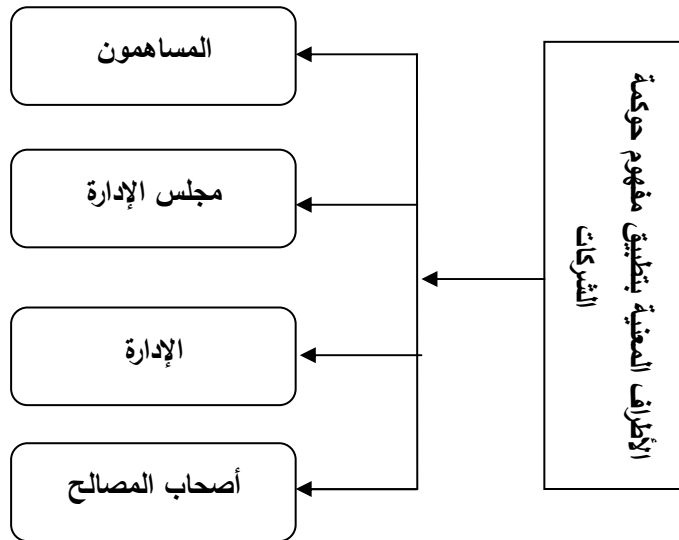 الأطراف المعنية بتطبيق مفهوم حوكمة
الشركات
المساهمون
مجلس الإدارة
الإدارة
أصحاب المصالح